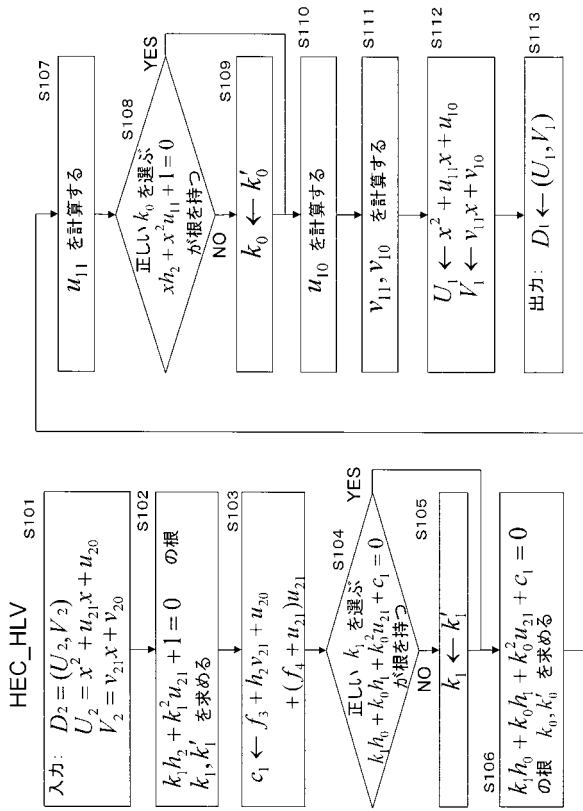 HEC_HLV
S101
入力: D₂=(U₂,V₂)
U₂=x²+u₂₁x+u₂₀
V₂=v₂₁x+v₂₀
S102
k₁h₂+k₁²u₂₁+1=0 の根
k₁,k₁′ を求める
S103
c₁←f₃+h₂v₂₁+u₂₀
+(f₄+u₂₁)u₂₁
S104
正しい k₁ を選ぶ
k₁h₀+k₀h₁+k₀²u₂₁+c₁=0
が根を持つ
YES
NO
S105
k₁←k₁′
S106
k₁h₀+k₀h₁+k₀²u₂₁+c₁=0
の根 k₀,k₀′ を求める
S107
u₁₁ を計算する
S108
正しい k₀ を選ぶ
xh₂+x²u₁₁+1=0
が根を持つ
YES
NO
S109
k₀←k₀′
S110
u₁₀ を計算する
S111
v₁₁,v₁₀ を計算する
S112
U₁←x²+u₁₁x+u₁₀
V₁←v₁₁x+v₁₀
S113
出力: D₁←(U₁,V₁)